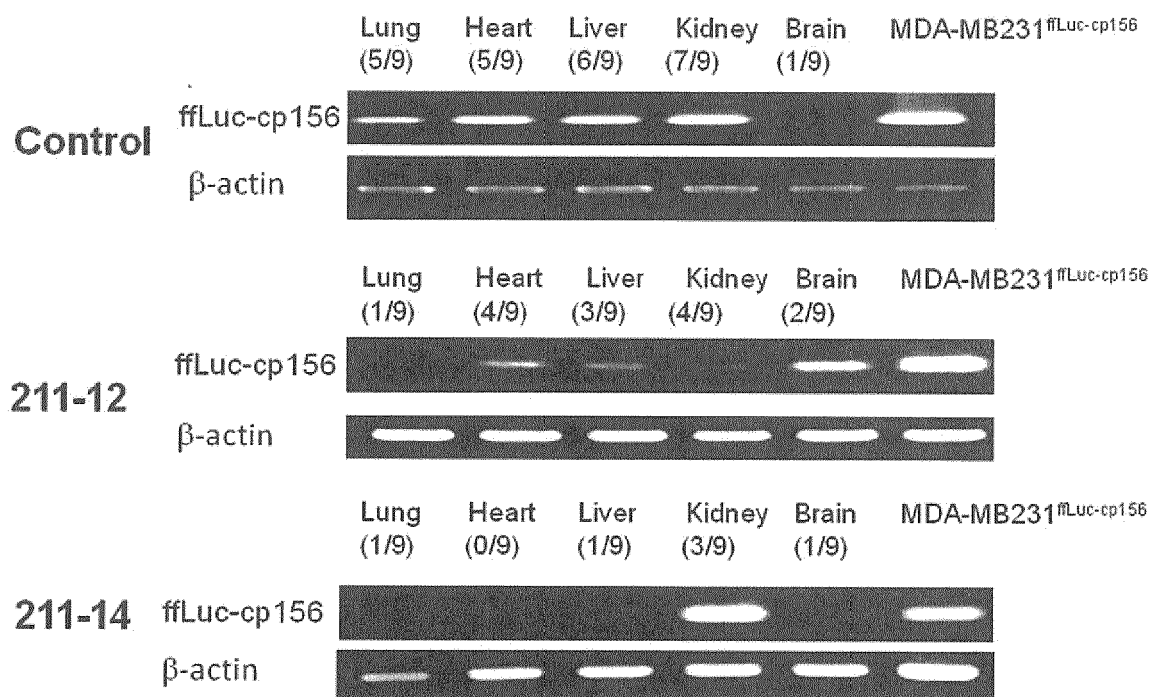 Lung Heart Liver Kidney Brain MDA-MB231ffLuc-cp156
(5/9) (5/9) (6/9) (7/9) (1/9)
ffLuc-cp156
Control
β-actin
Lung Heart Liver Kidney Brain MDA-MB231ffLuc-cp156
(1/9) (4/9) (3/9) (4/9) (2/9)
ffLuc-cp156
211-12
β-actin
Lung Heart Liver Kidney Brain MDA-MB231ffLuc-cp156
(1/9) (0/9) (1/9) (3/9) (1/9)
211-14 ffLuc-cp156
β-actin